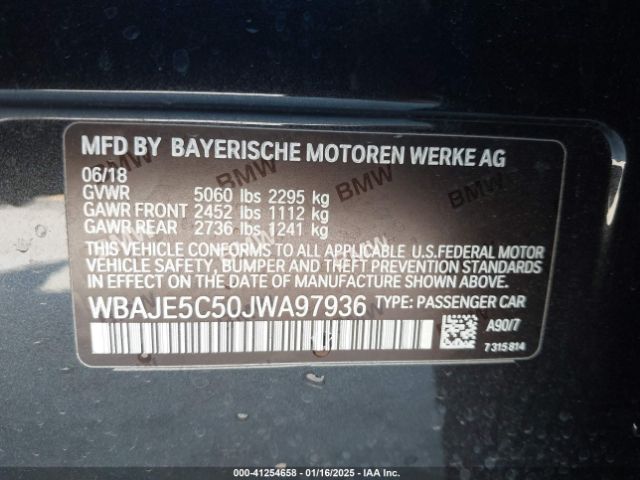 MFD BY BAYERISCHE MOTOREN WERKE AG
06/18
GVWR 5060 lbs 2295 kg
GAWR FRONT 2452 lbs 1112 kg
GAWR REAR 2736 lbs 1241 kg
THIS VEHICLE CONFORMS TO ALL APPLICABLE U.S.FEDERAL MOTOR
VEHICLE SAFETY, BUMPER AND THEFT PREVENTION STANDARDS
IN EFFECT ON THE DATE OF MANUFACTURE SHOWN ABOVE.
WBAJE5C50JWA97936 TYPE: PASSENGER CAR
A90/7
7 315 814
000-41254658 - 01/16/2025 - IAA Inc.